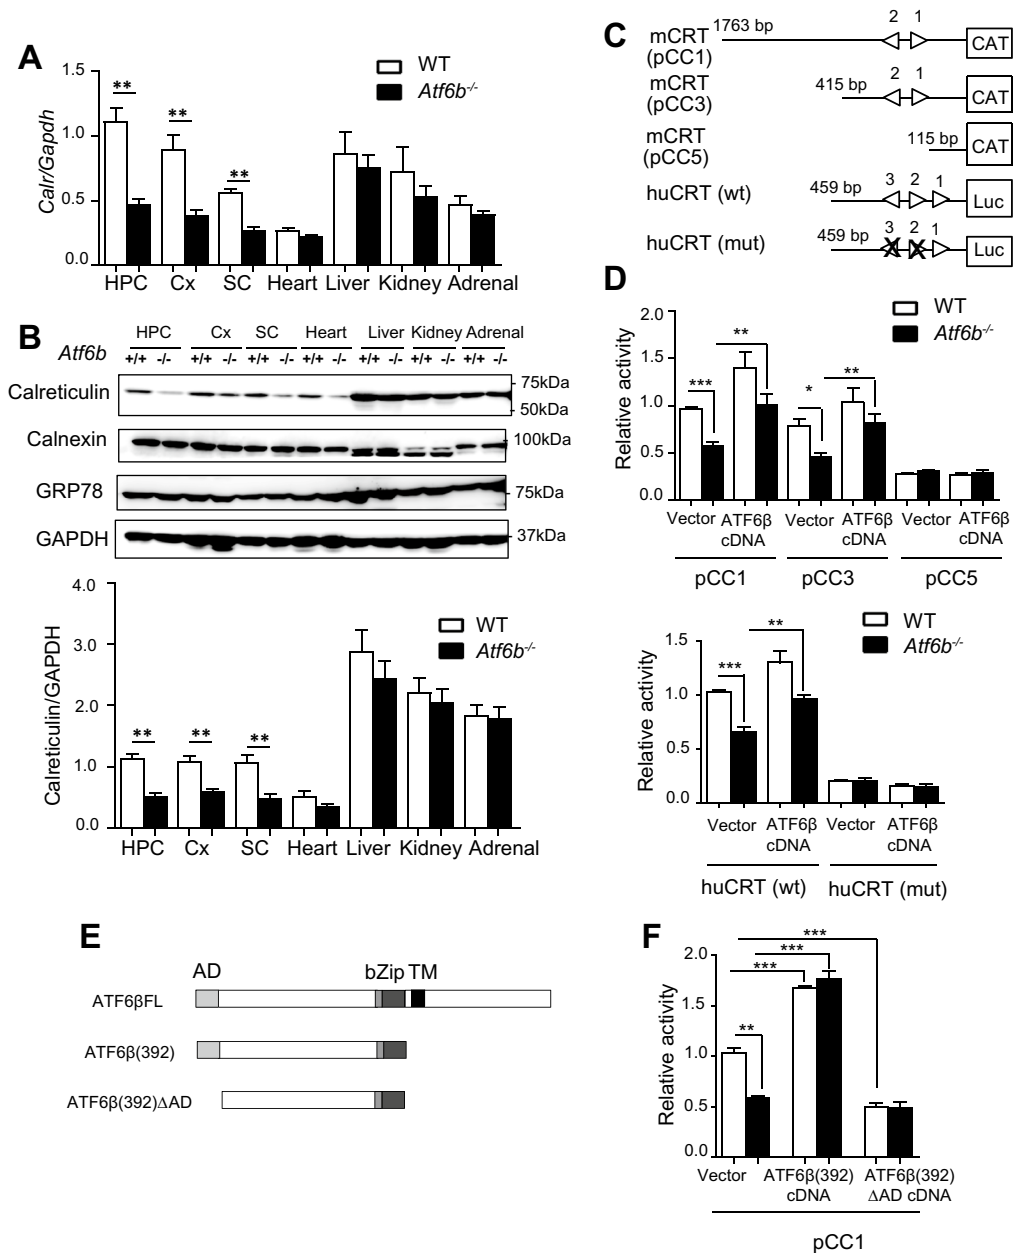 A
1.5
1.0
0.5
0.0
Calr/Gapdh
WT
Atf6b-/-
**
**
**
HPC Cx SC Heart Liver Kidney Adrenal
B
HPC Cx SC Heart Liver Kidney Adrenal
Atf6b +/+ -/- +/+ -/- +/+ -/- +/+ -/- +/+ -/- +/+ -/- +/+ -/-
Calreticulin
75kDa
50kDa
Calnexin
100kDa
GRP78
75kDa
GAPDH
37kDa
4.0
3.0
2.0
1.0
0.0
Calreticulin/GAPDH
WT
Atf6b-/-
**
**
**
HPC Cx SC Heart Liver Kidney Adrenal
C
mCRT
(pCC1)
1763 bp
2 1
CAT
mCRT
(pCC3)
415 bp
2 1
CAT
mCRT
(pCC5)
115 bp
CAT
huCRT (wt)
459 bp
3 2 1
Luc
huCRT (mut)
459 bp
3 2 1
Luc
D
WT
Atf6b-/-
2.0
1.5
1.0
0.5
0.0
Relative activity
***
**
*
**
Vector ATF6β Vector ATF6β Vector ATF6β
cDNA cDNA cDNA
pCC1 pCC3 pCC5
WT
Atf6b-/-
1.5
1.0
0.5
0.0
Relative activity
***
**
Vector ATF6β Vector ATF6β
cDNA cDNA
huCRT (wt) huCRT (mut)
E
AD bZip TM
ATF6βFL
ATF6β(392)
ATF6β(392)ΔAD
F
2.0
1.5
1.0
0.5
0.0
Relative activity
***
***
***
**
Vector ATF6β(392) ATF6β(392)
cDNA ΔAD cDNA
pCC1